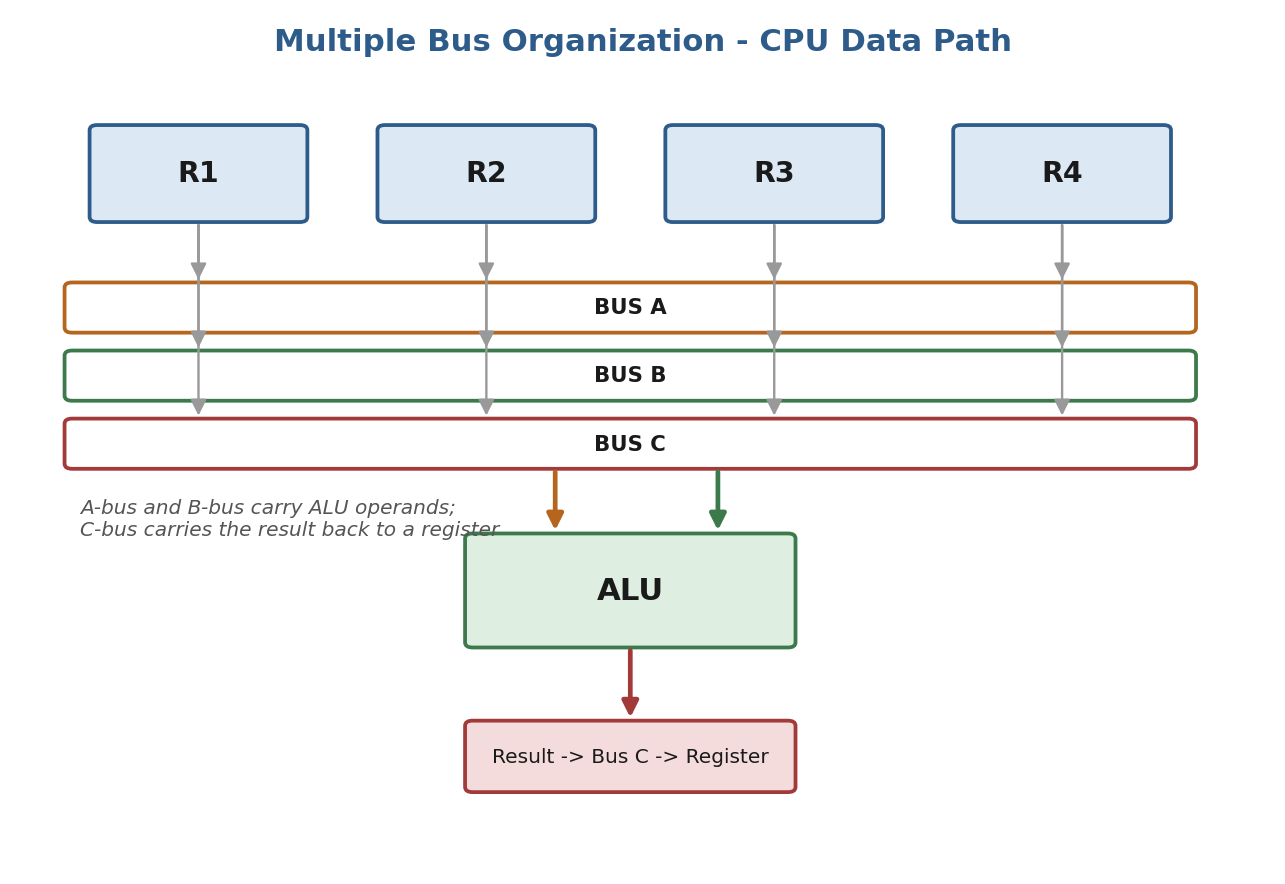 Multiple Bus Organization - CPU Data Path
R1
R2
R3
R4
BUS A
BUS B
BUS C
A-bus and B-bus carry ALU operands;
C-bus carries the result back to a register
ALU
Result -> Bus C -> Register